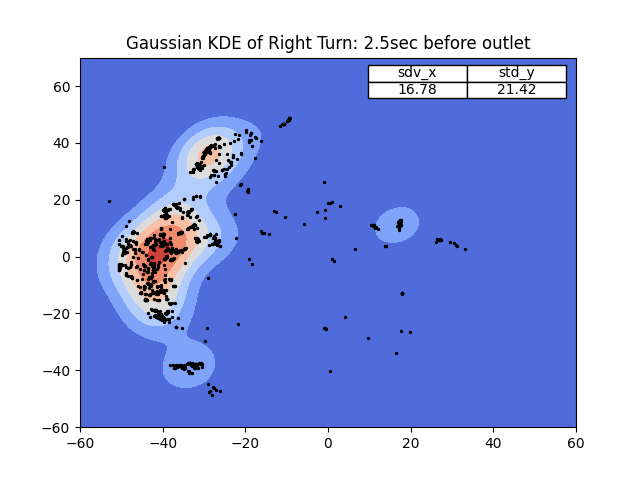 Gaussian KDE of Right Turn: 2.5sec before outlet
sdv_x std_y
16.78 21.42
60
40
20
0
−20
−40
−60
−60 −40 −20 0 20 40 60